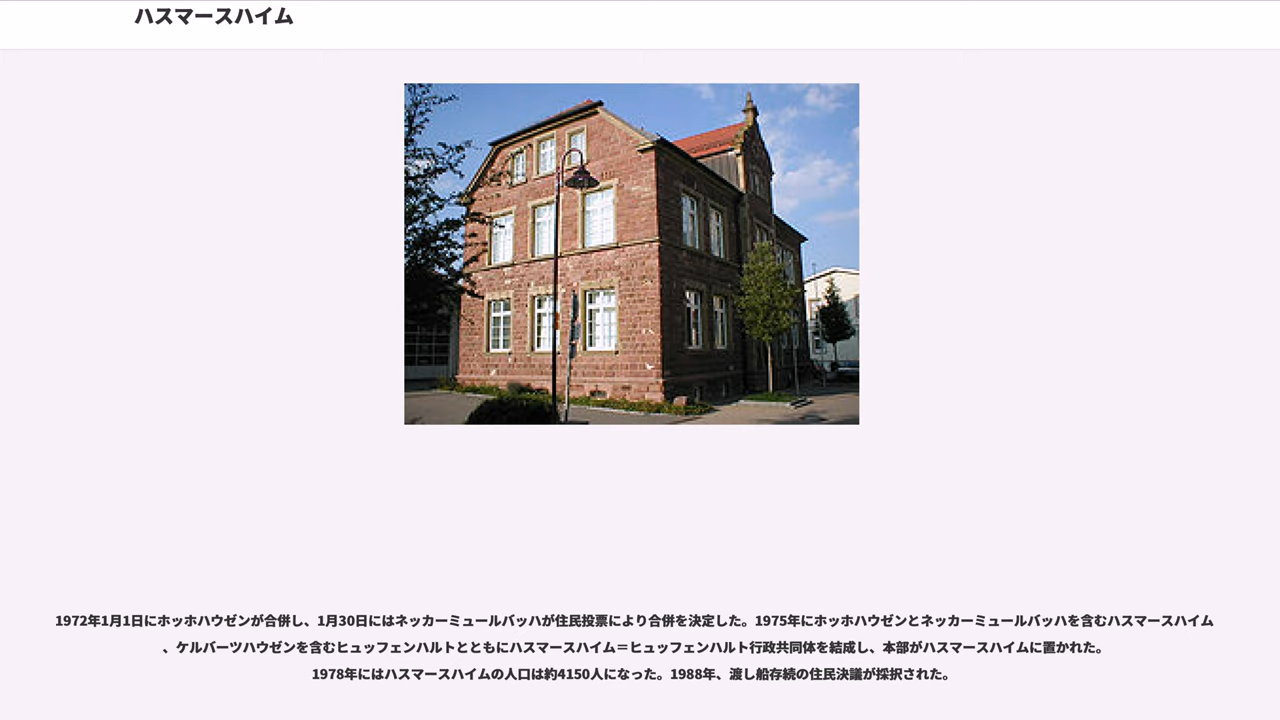 ハスマースハイム
1972年1月1日にホッホハウゼンが合併し、1月30日にはネッカーミュールバッハが住民投票により合併を決定した。1975年にホッホハウゼンとネッカーミュールバッハを含むハスマースハイム
、ケルバーツハウゼンを含むヒュッフェンハルトとともにハスマースハイム＝ヒュッフェンハルト行政共同体を結成し、本部がハスマースハイムに置かれた。
1978年にはハスマースハイムの人口は約4150人になった。1988年、渡し船存続の住民決議が採択された。